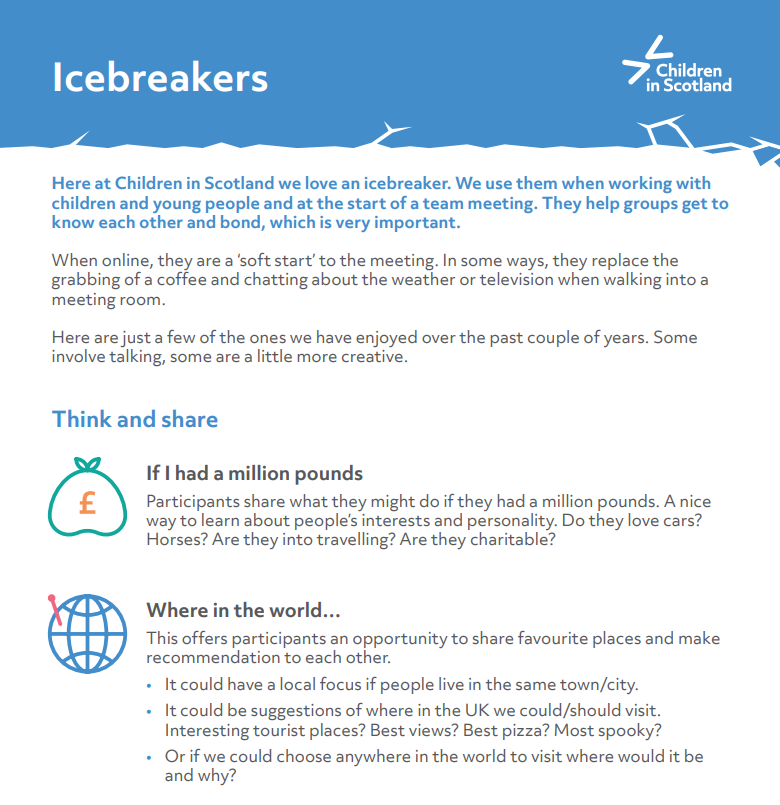 Icebreakers
Children
in Scotland
Here at Children in Scotland we love an icebreaker. We use them when working with
children and young people and at the start of a team meeting. They help groups get to
know each other and bond, which is very important.
When online, they are a ‘soft start’ to the meeting. In some ways, they replace the
grabbing of a coffee and chatting about the weather or television when walking into a
meeting room.
Here are just a few of the ones we have enjoyed over the past couple of years. Some
involve talking, some are a little more creative.
Think and share
£
If I had a million pounds
Participants share what they might do if they had a million pounds. A nice
way to learn about people’s interests and personality. Do they love cars?
Horses? Are they into travelling? Are they charitable?
Where in the world...
This offers participants an opportunity to share favourite places and make
recommendation to each other.
• It could have a local focus if people live in the same town/city.
• It could be suggestions of where in the UK we could/should visit.
Interesting tourist places? Best views? Best pizza? Most spooky?
• Or if we could choose anywhere in the world to visit where would it be
and why?